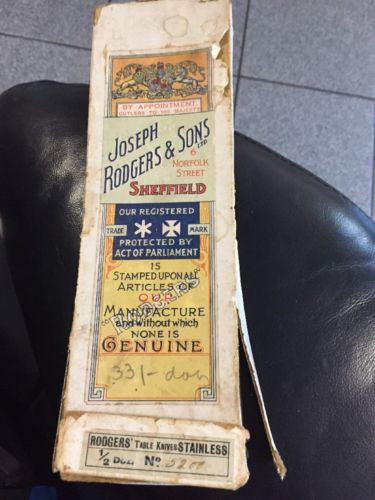 BY APPOINTMENT
CUTLERS TO HIS MAJESTY
JOSEPH
RODGERS & SONS LTD
6
NORFOLK
STREET
SHEFFIELD
OUR REGISTERED
TRADE MARK
PROTECTED BY
ACT OF PARLIAMENT
IS
STAMPED UPON ALL
ARTICLES OF
OUR
RODGERS
MANUFACTURE
and without which
NONE IS
GENUINE
33/- doz
RODGERS' TABLE KNIVES STAINLESS
1/2 Doz. No.